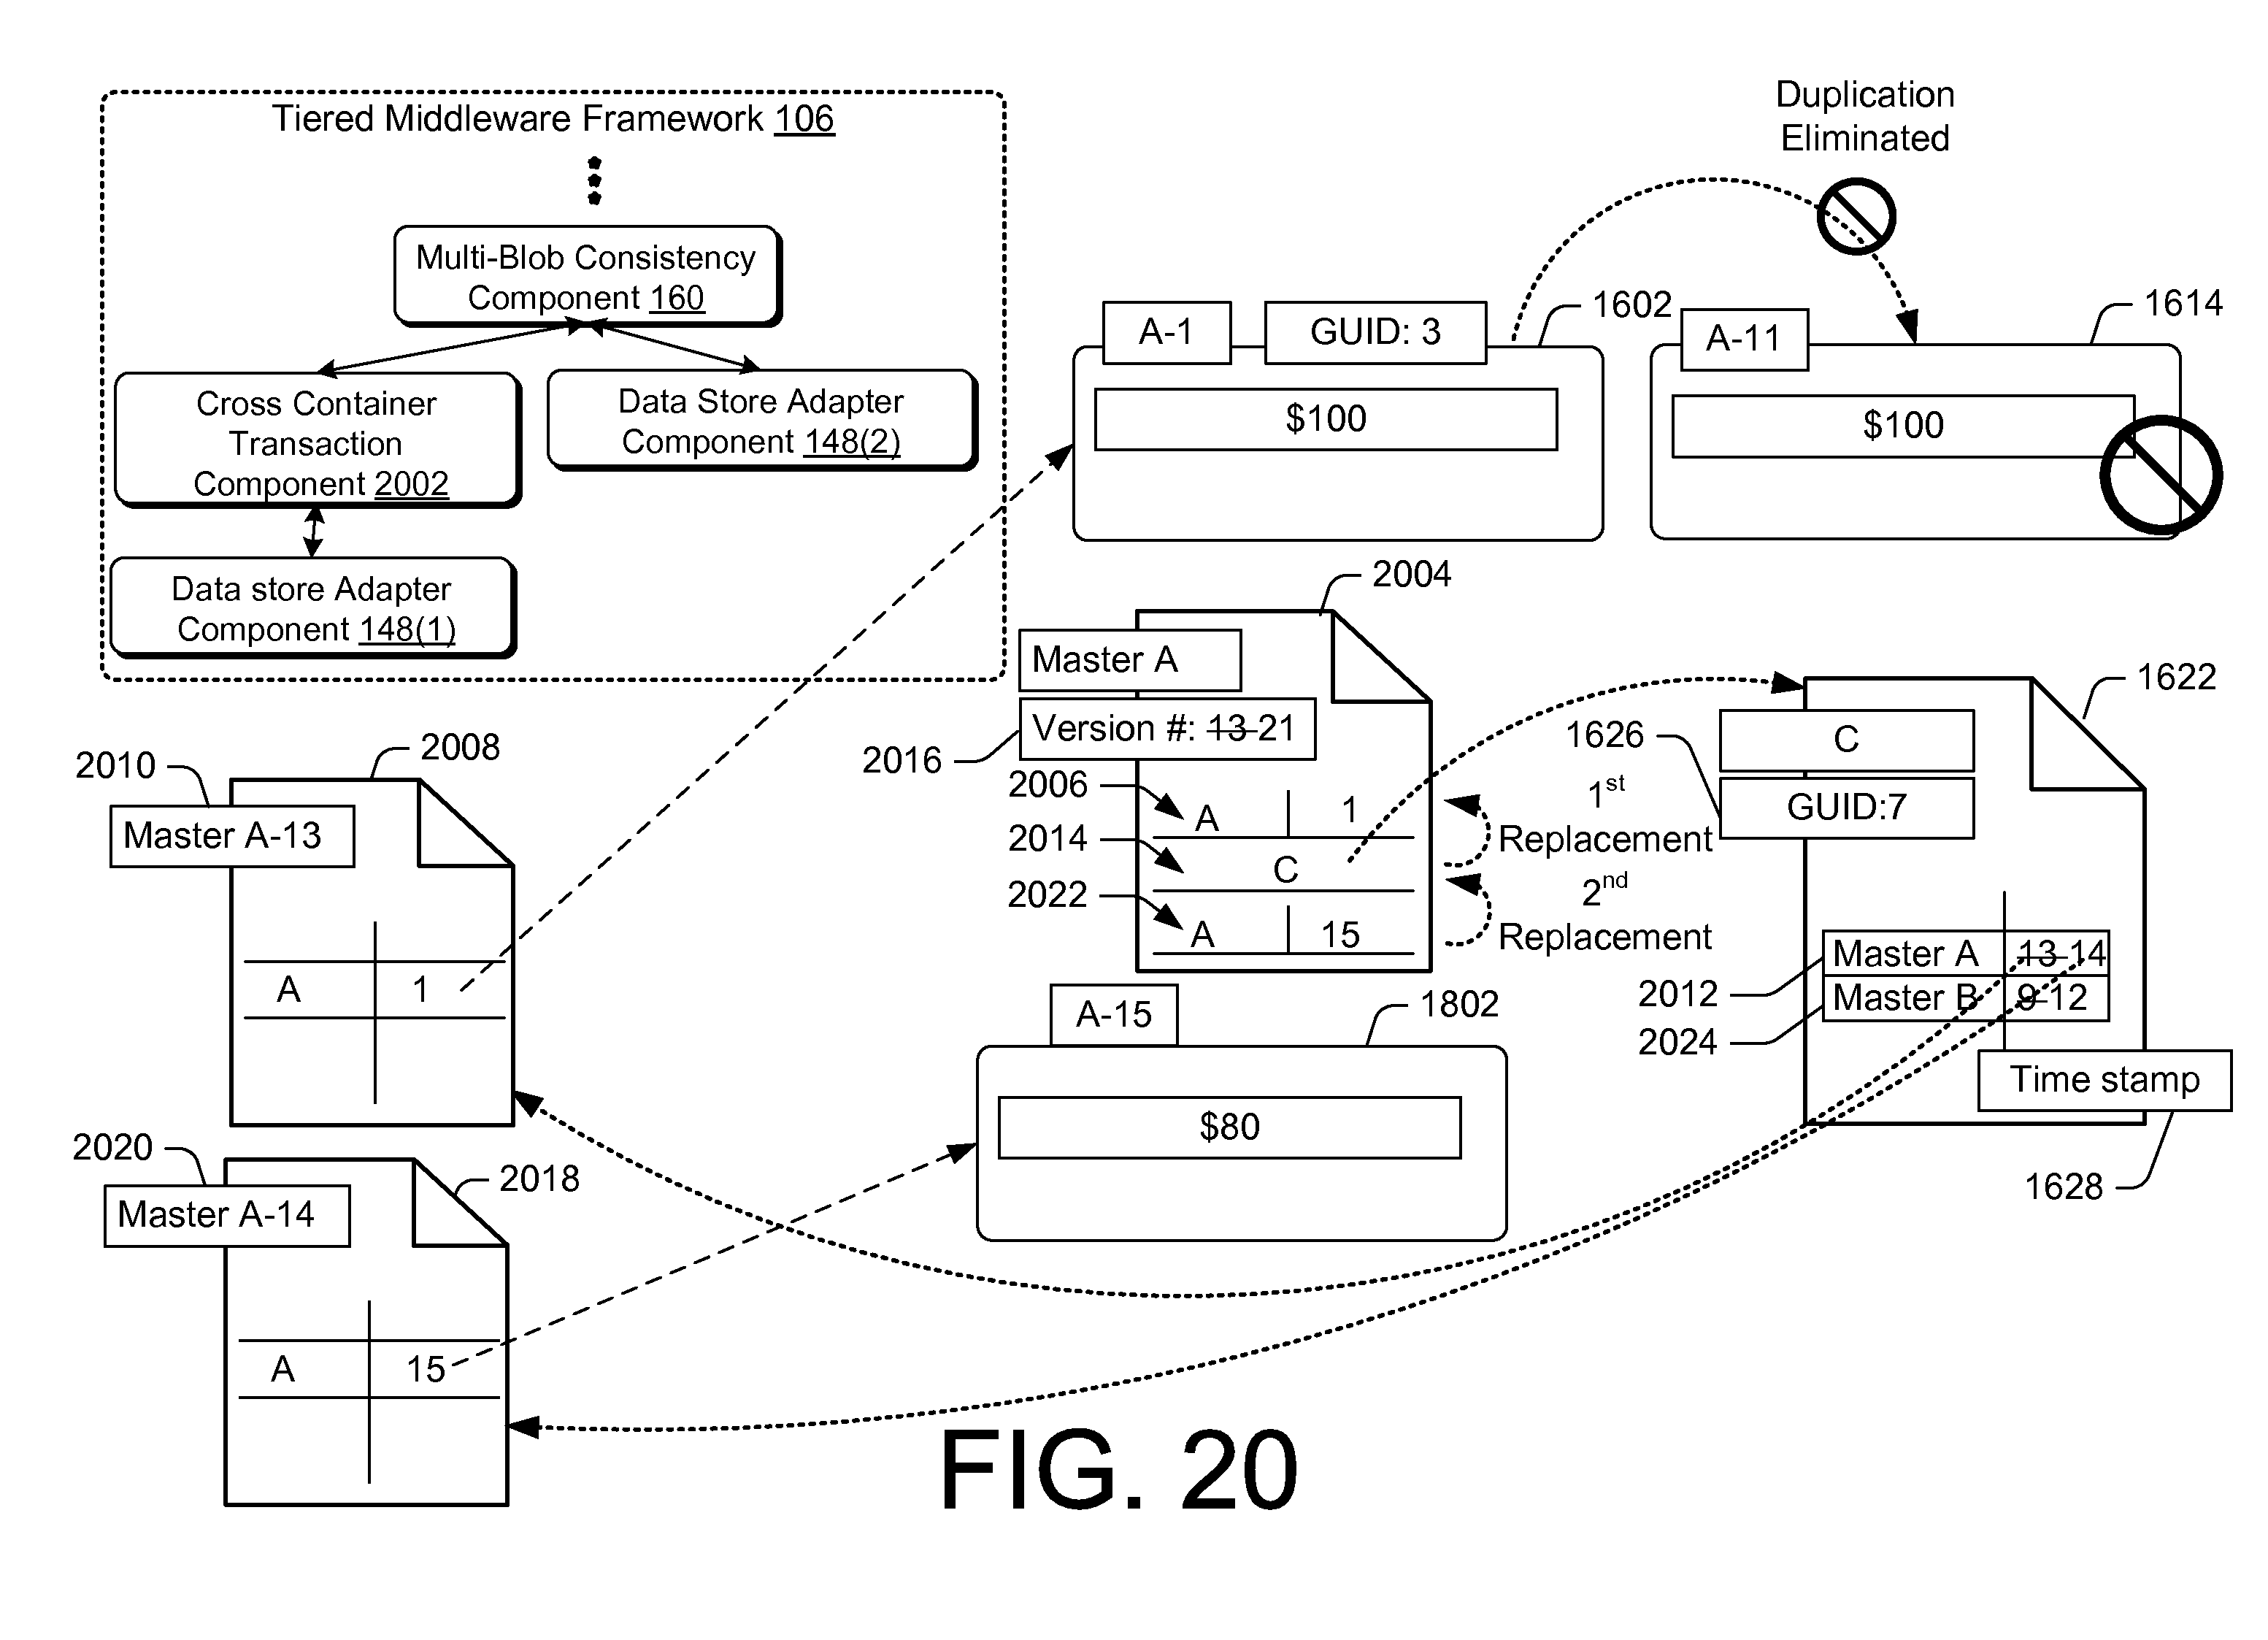 Tiered Middleware Framework 106
Multi-Blob Consistency
Component 160
Cross Container
Transaction
Component 2002
Data Store Adapter
Component 148(2)
Data store Adapter
Component 148(1)
Duplication
Eliminated
A-1
GUID: 3
1602
$100
A-11
1614
$100
2004
Master A
Version #: 13 21
2016
2006
A 1
2014
C
2022
A 15
1st
Replacement
2nd
Replacement
1622
C
1626
GUID:7
Master A 13 14
2012
Master B 9 12
2024
Time stamp
1628
2008
2010
Master A-13
A 1
2020
2018
Master A-14
A 15
A-15
1802
$80
FIG. 20